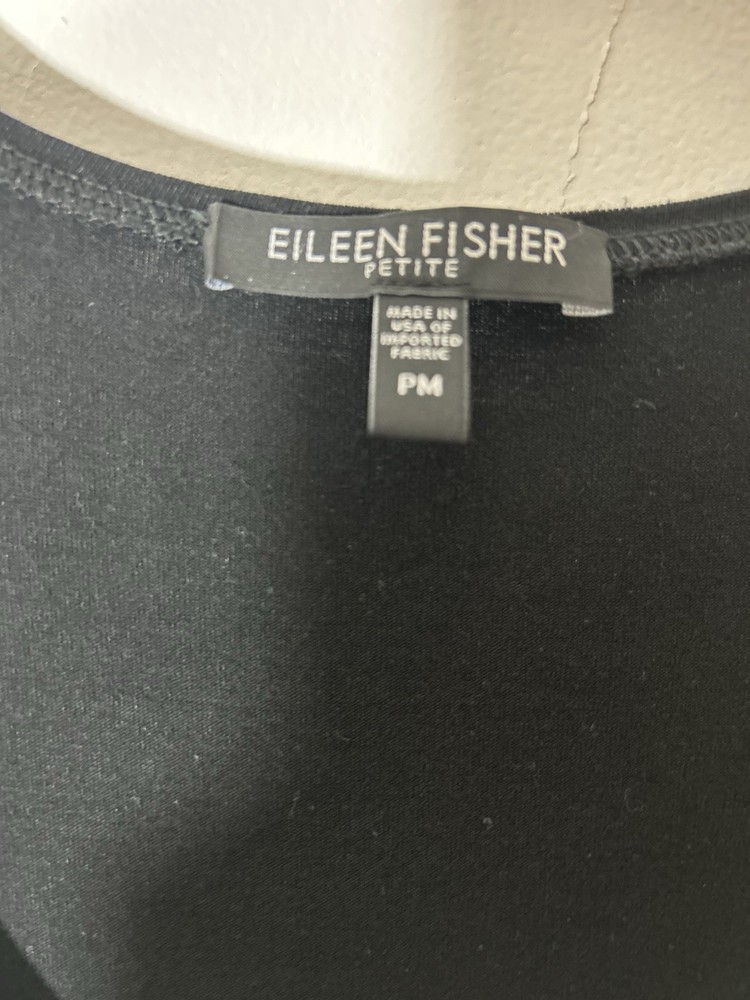 EILEEN FISHER
PETITE
MADE IN
USA OF
IMPORTED
FABRIC
PM